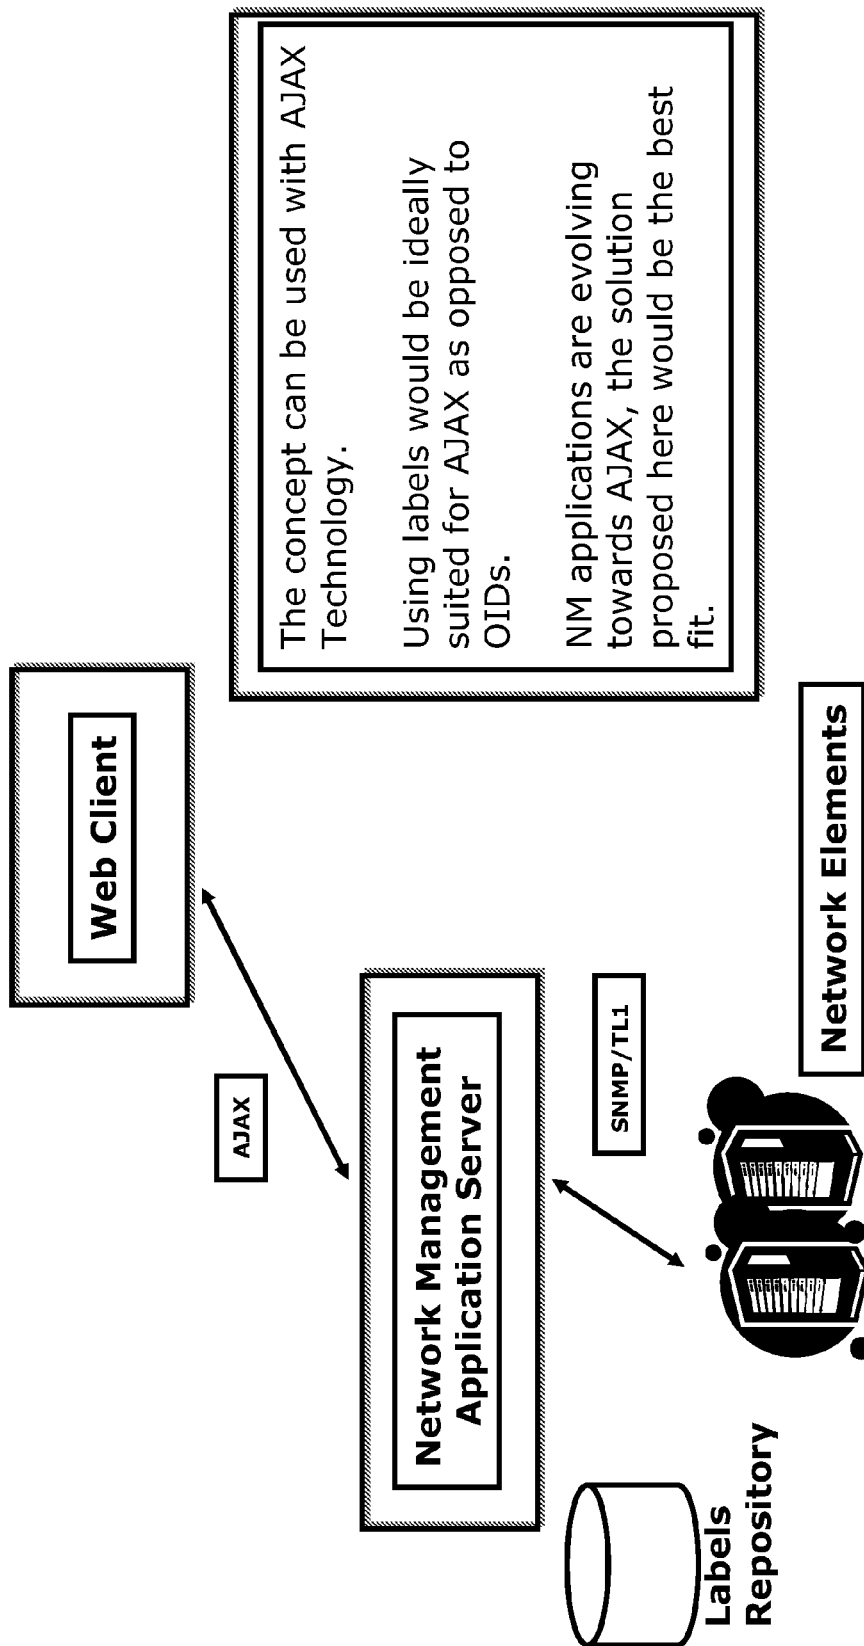 Web Client
AJAX
Network Management
Application Server
SNMP/TL1
Labels
Repository
Network Elements
The concept can be used with AJAX
Technology.
Using labels would be ideally
suited for AJAX as opposed to
OIDs.
NM applications are evolving
towards AJAX, the solution
proposed here would be the best
fit.